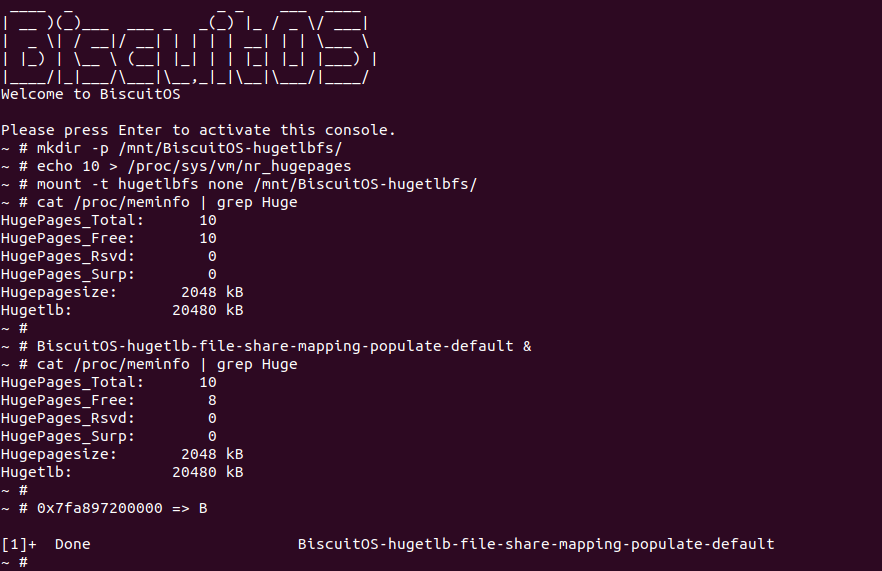 ____  _                _ _    ___  ____
| __ )(_)___  ___ _   _(_) |_ / _ \/ ___|
|  _ \| / __|/ __| | | | | __| | | \___ \
| |_) | \__ \ (__| |_| | | |_| |_| |___) |
|____/|_|___/\___|\__,_|_|\__|\___/|____/
Welcome to BiscuitOS

Please press Enter to activate this console.
~ # mkdir -p /mnt/BiscuitOS-hugetlbfs/
~ # echo 10 > /proc/sys/vm/nr_hugepages
~ # mount -t hugetlbfs none /mnt/BiscuitOS-hugetlbfs/
~ # cat /proc/meminfo | grep Huge
HugePages_Total:      10
HugePages_Free:       10
HugePages_Rsvd:        0
HugePages_Surp:        0
Hugepagesize:       2048 kB
Hugetlb:           20480 kB
~ #
~ # BiscuitOS-hugetlb-file-share-mapping-populate-default &
~ # cat /proc/meminfo | grep Huge
HugePages_Total:      10
HugePages_Free:        8
HugePages_Rsvd:        0
HugePages_Surp:        0
Hugepagesize:       2048 kB
Hugetlb:           20480 kB
~ #
~ # 0x7fa897200000 => B

[1]+  Done                       BiscuitOS-hugetlb-file-share-mapping-populate-default
~ #